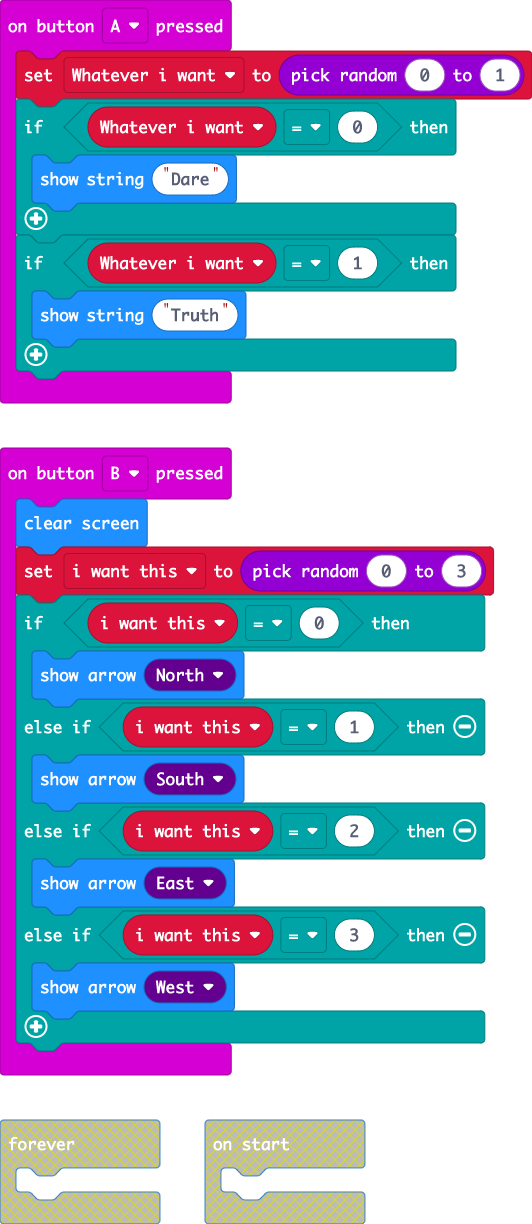 on button A pressed
set Whatever i want to pick random 0 to 1
if Whatever i want = 0 then
show string "Dare"
if Whatever i want = 1 then
show string "Truth"
on button B pressed
clear screen
set i want this to pick random 0 to 3
if i want this = 0 then
show arrow North
else if i want this = 1 then
show arrow South
else if i want this = 2 then
show arrow East
else if i want this = 3 then
show arrow West
forever on start